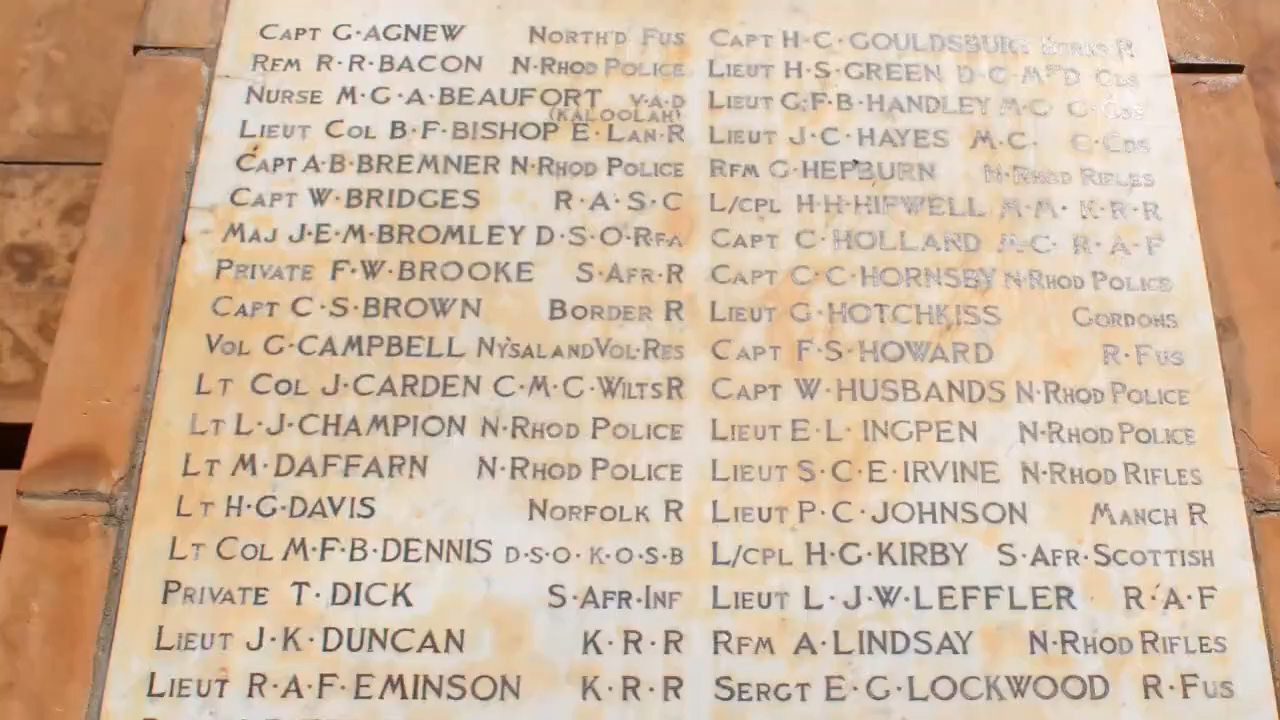 CAPT G·AGNEW NORTH'D FUS
RFM R·R·BACON N·RHOD POLICE
NURSE M·G·A·BEAUFORT V·A·D
(KALOOLAH)
LIEUT COL B·F·BISHOP E·LAN·R
CAPT A·B·BREMNER N·RHOD POLICE
CAPT W·BRIDGES R·A·S·C
MAJ J·E·M·BROMLEY D·S·O·RFA
PRIVATE F·W·BROOKE S·AFR·R
CAPT C·S·BROWN BORDER R
VOL G·CAMPBELL NYSALAND VOL·RES
LT COL J·CARDEN C·M·G·WILTS R
LT L·J·CHAMPION N·RHOD POLICE
LT M·DAFFARN N·RHOD POLICE
LT H·G·DAVIS NORFOLK R
LT COL M·F·B·DENNIS D·S·O·K·O·S·B
PRIVATE T·DICK S·AFR·INF
LIEUT J·K·DUNCAN K·R·R
LIEUT R·A·F·EMINSON K·R·R
CAPT H·C·GOULDSBURY R
LIEUT H·S·GREEN D·C·M
LIEUT G·F·B·HANDLEY M·C G·GDS
LIEUT J·C·HAYES M.C. G·GDS
RFM G·HEPBURN N·RHOD RIFLES
L/CPL H·H·HIPWELL M·M·K·R·R
CAPT C·HOLLAND M·C·R·A·F
CAPT C·C·HORNSBY N·RHOD POLICE
LIEUT G·HOTCHKISS GORDONS
CAPT F·S·HOWARD R·FUS
CAPT W·HUSBANDS N·RHOD POLICE
LIEUT E·L·INGPEN N·RHOD POLICE
LIEUT S·C·E·IRVINE N·RHOD RIFLES
LIEUT P·C·JOHNSON MANCH R
L/CPL H·G·KIRBY S·AFR·SCOTTISH
LIEUT L·J·W·LEFFLER R·A·F
RFM A·LINDSAY N·RHOD RIFLES
SERGT E·G·LOCKWOOD R·FUS